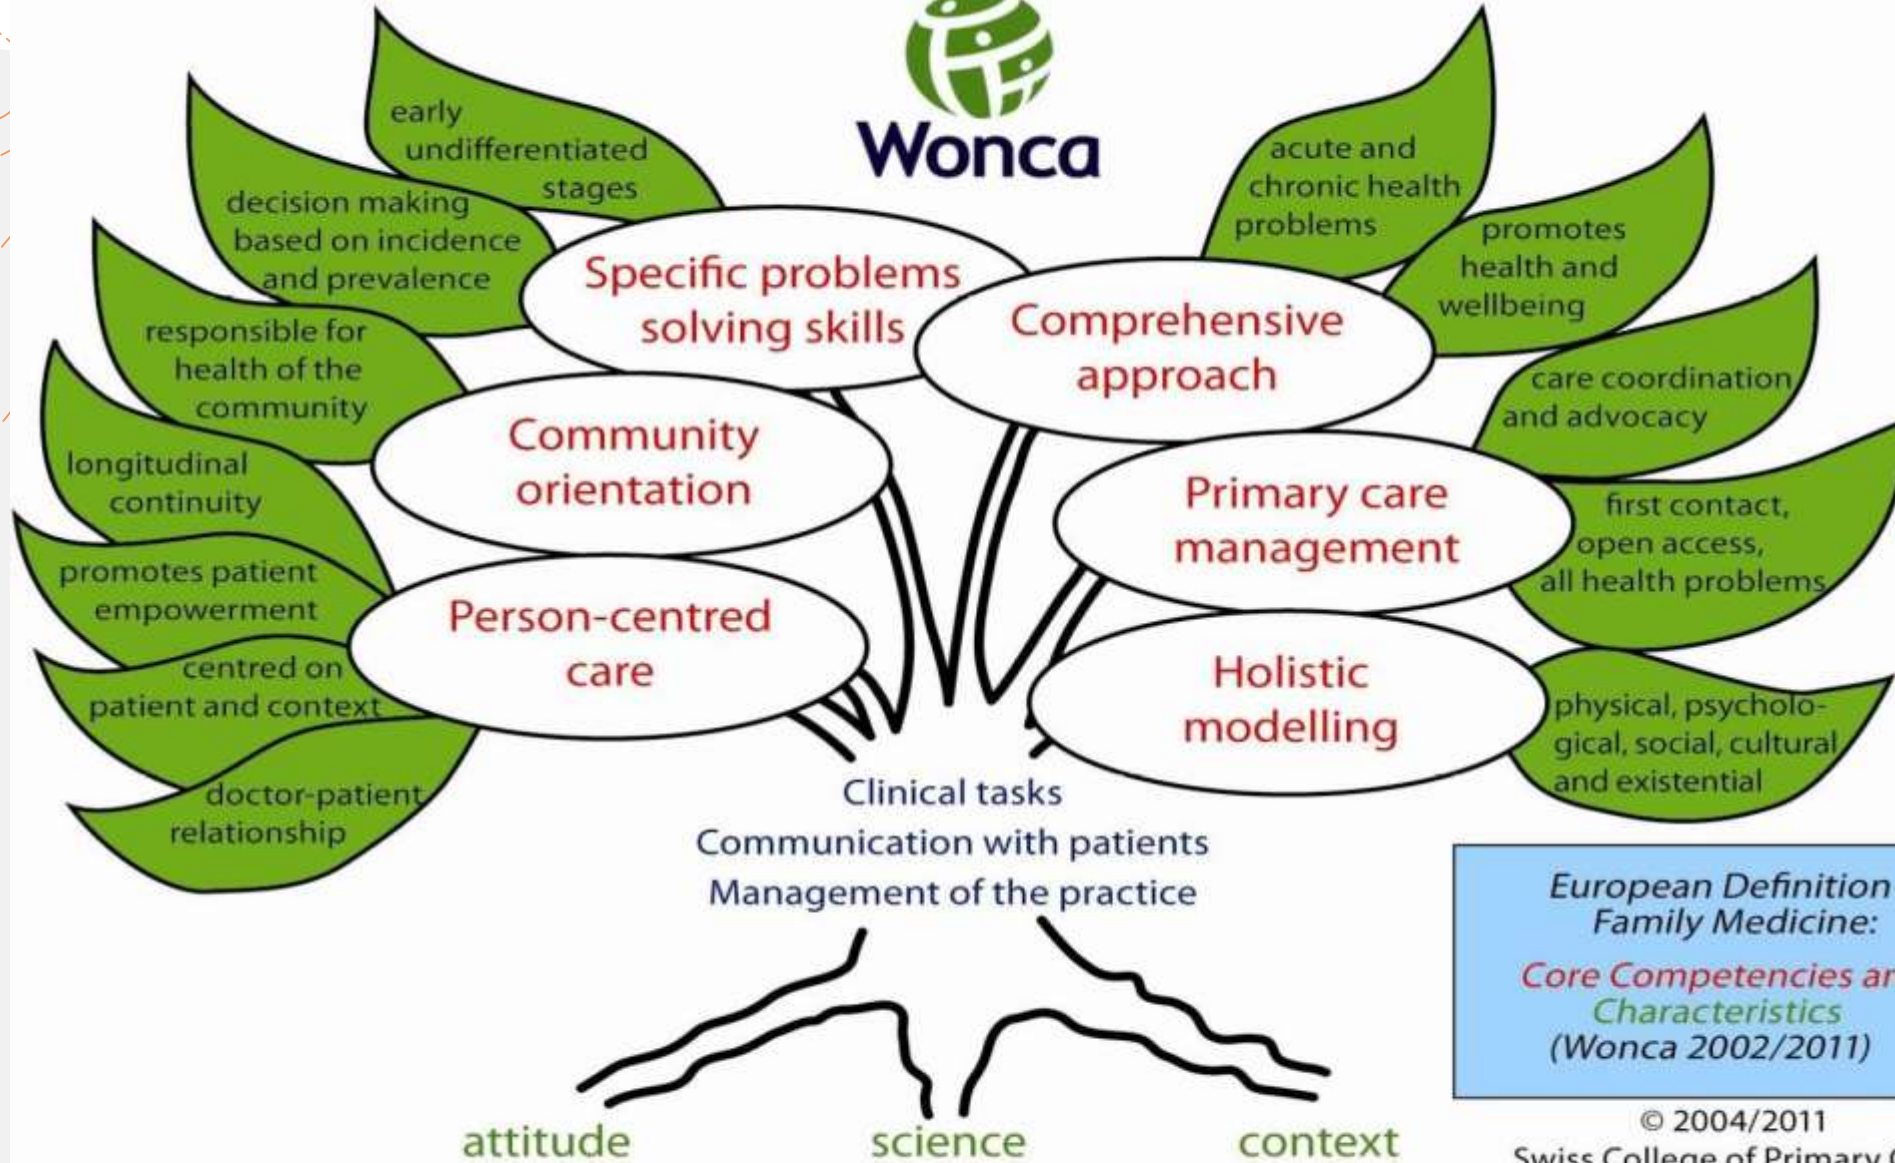 Wonca
early
undifferentiated
stages
decision making
based on incidence
and prevalence
responsible for
health of the
community
longitudinal
continuity
promotes patient
empowerment
centred on
patient and context
doctor-patient
relationship
Specific problems
solving skills
Community
orientation
Person-centred
care
Comprehensive
approach
Primary care
management
Holistic
modelling
acute and
chronic health
problems
promotes
health and
wellbeing
care coordination
and advocacy
first contact,
open access,
all health problems
physical, psycholo-
gical, social, cultural
and existential
Clinical tasks
Communication with patients
Management of the practice
attitude
science
context
European Definition
Family Medicine:
Core Competencies
Characteristics
(Wonca 2002/2011)
© 2004/2011
Swiss College of Primary